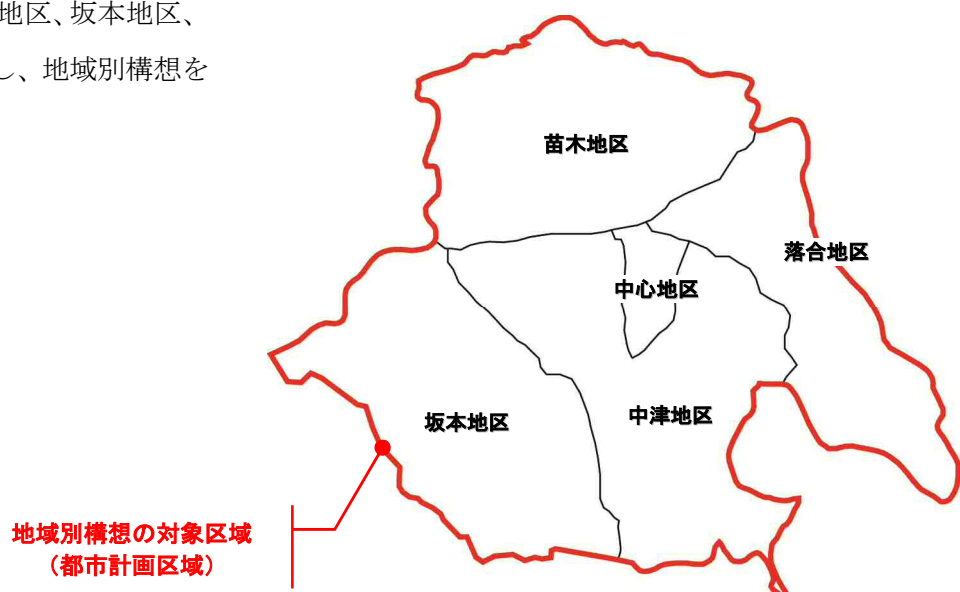 地区、坂本地区、
し、地域別構想を
苗木地区
落合地区
中心地区
坂本地区
中津地区
地域別構想の対象区域
（都市計画区域）